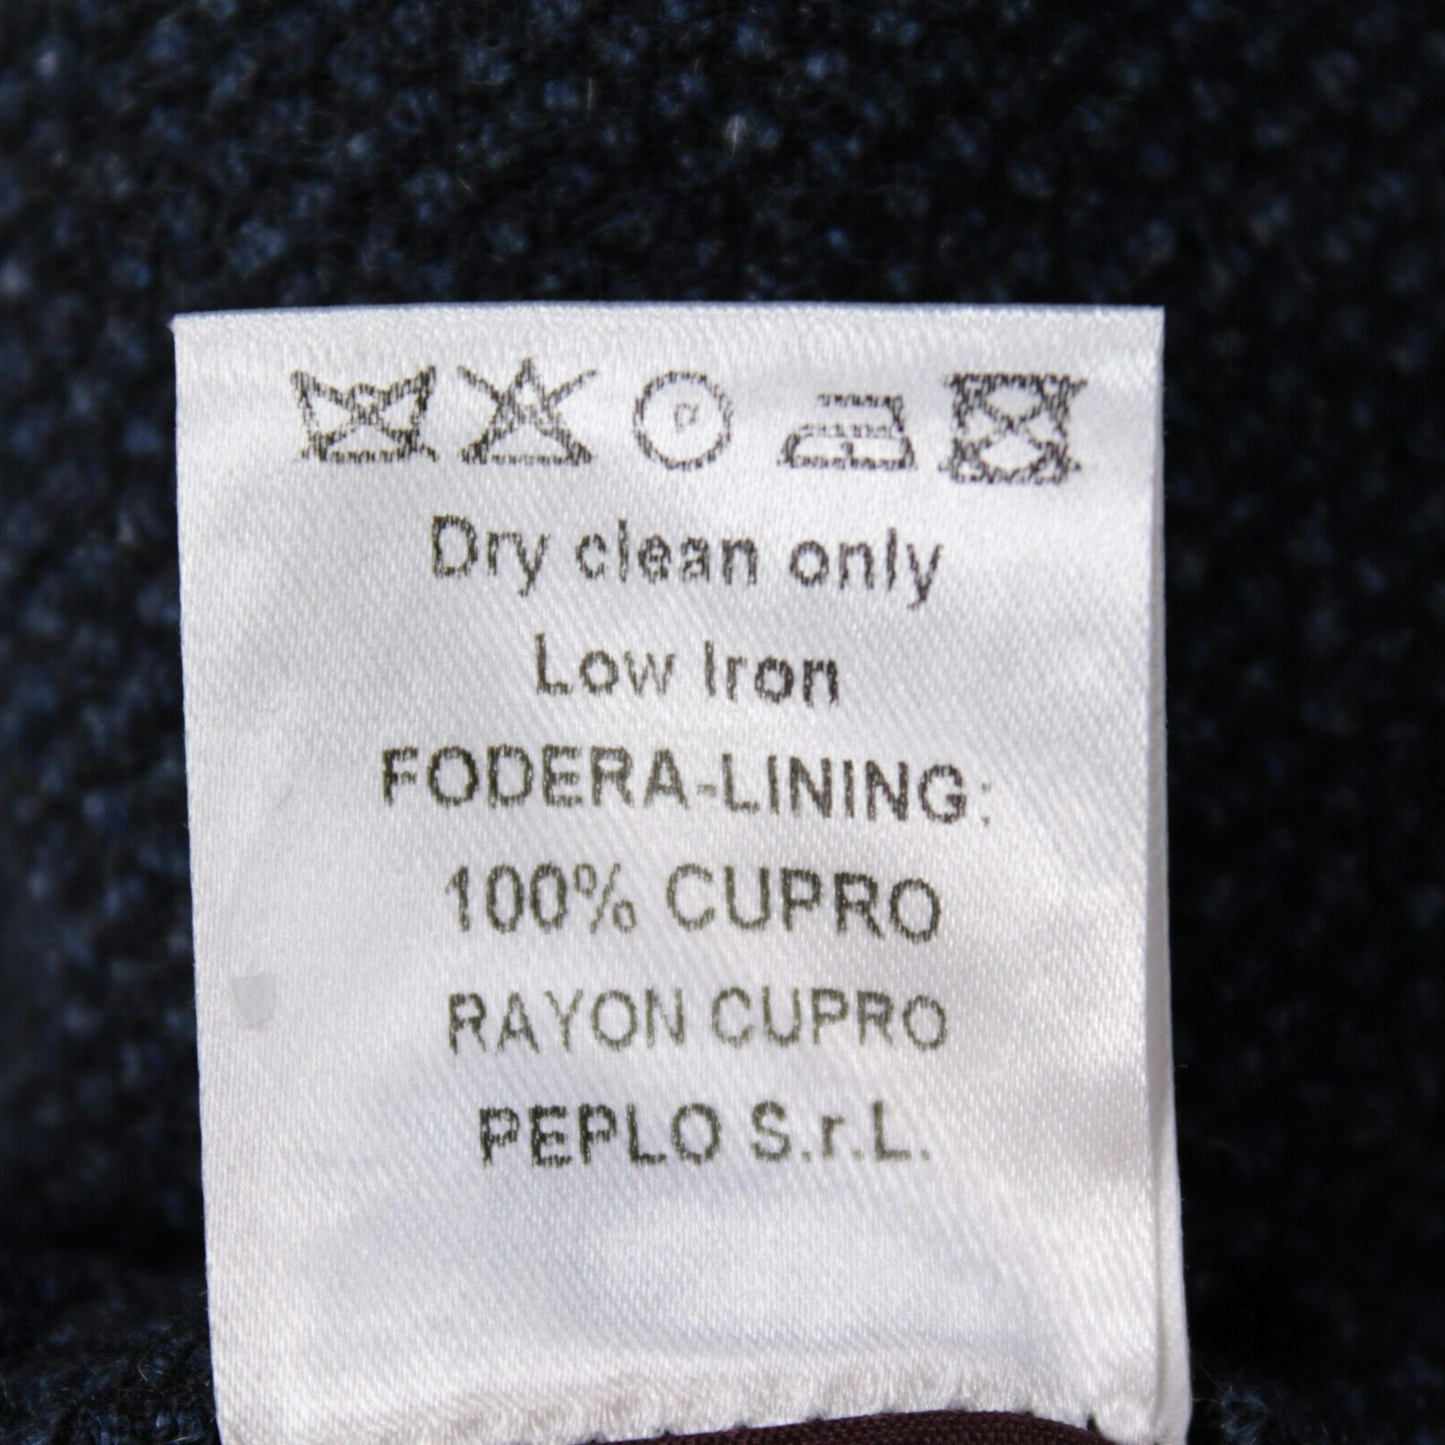 P
Dry clean only
Low Iron
FODERA-LINING:
100% CUPRO
RAYON CUPRO
PEPLO S.r.L.